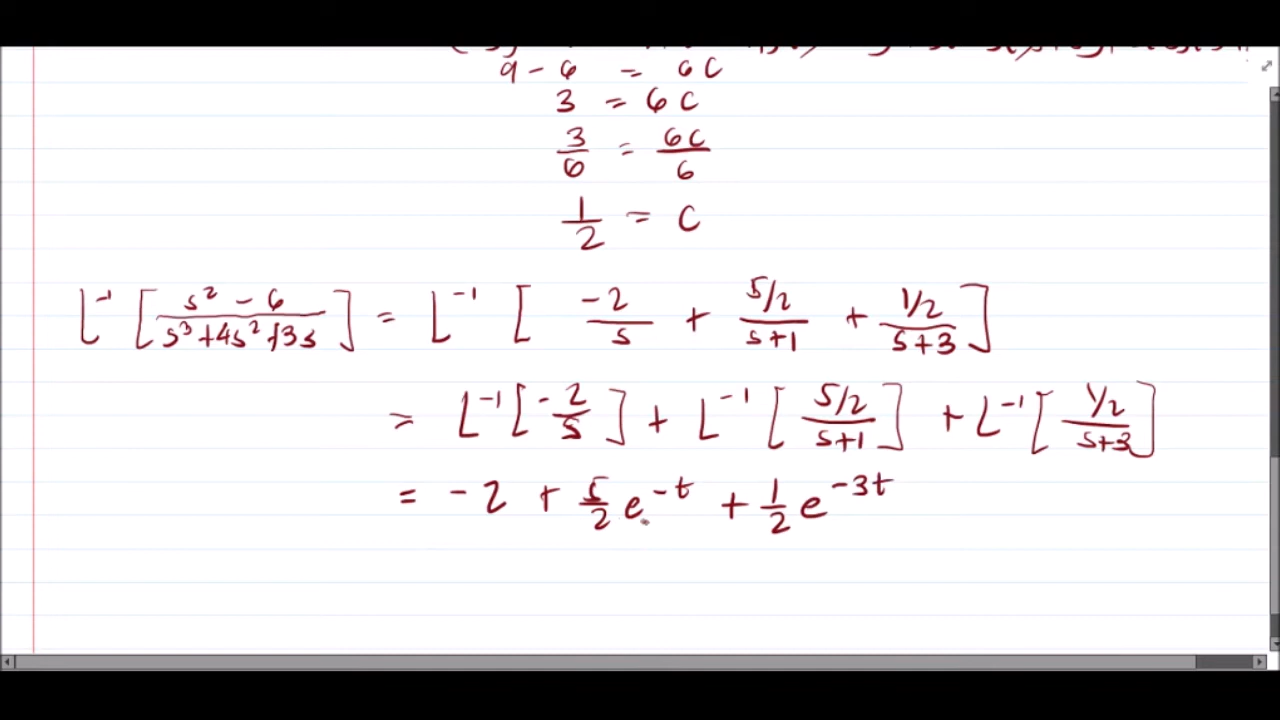 9 - 6 = 6C
3 = 6C
3/6 = 6C/6
1/2 = C
L⁻¹ [ (s² - 6)/(s³+4s²+3s) ] = L⁻¹ [ -2/s + (5/2)/(s+1) + (1/2)/(s+3) ]
= L⁻¹ [ -2/s ] + L⁻¹ [ (5/2)/(s+1) ] + L⁻¹ [ (1/2)/(s+3) ]
= -2 + 5/2 e^(-t) + 1/2 e^(-3t)